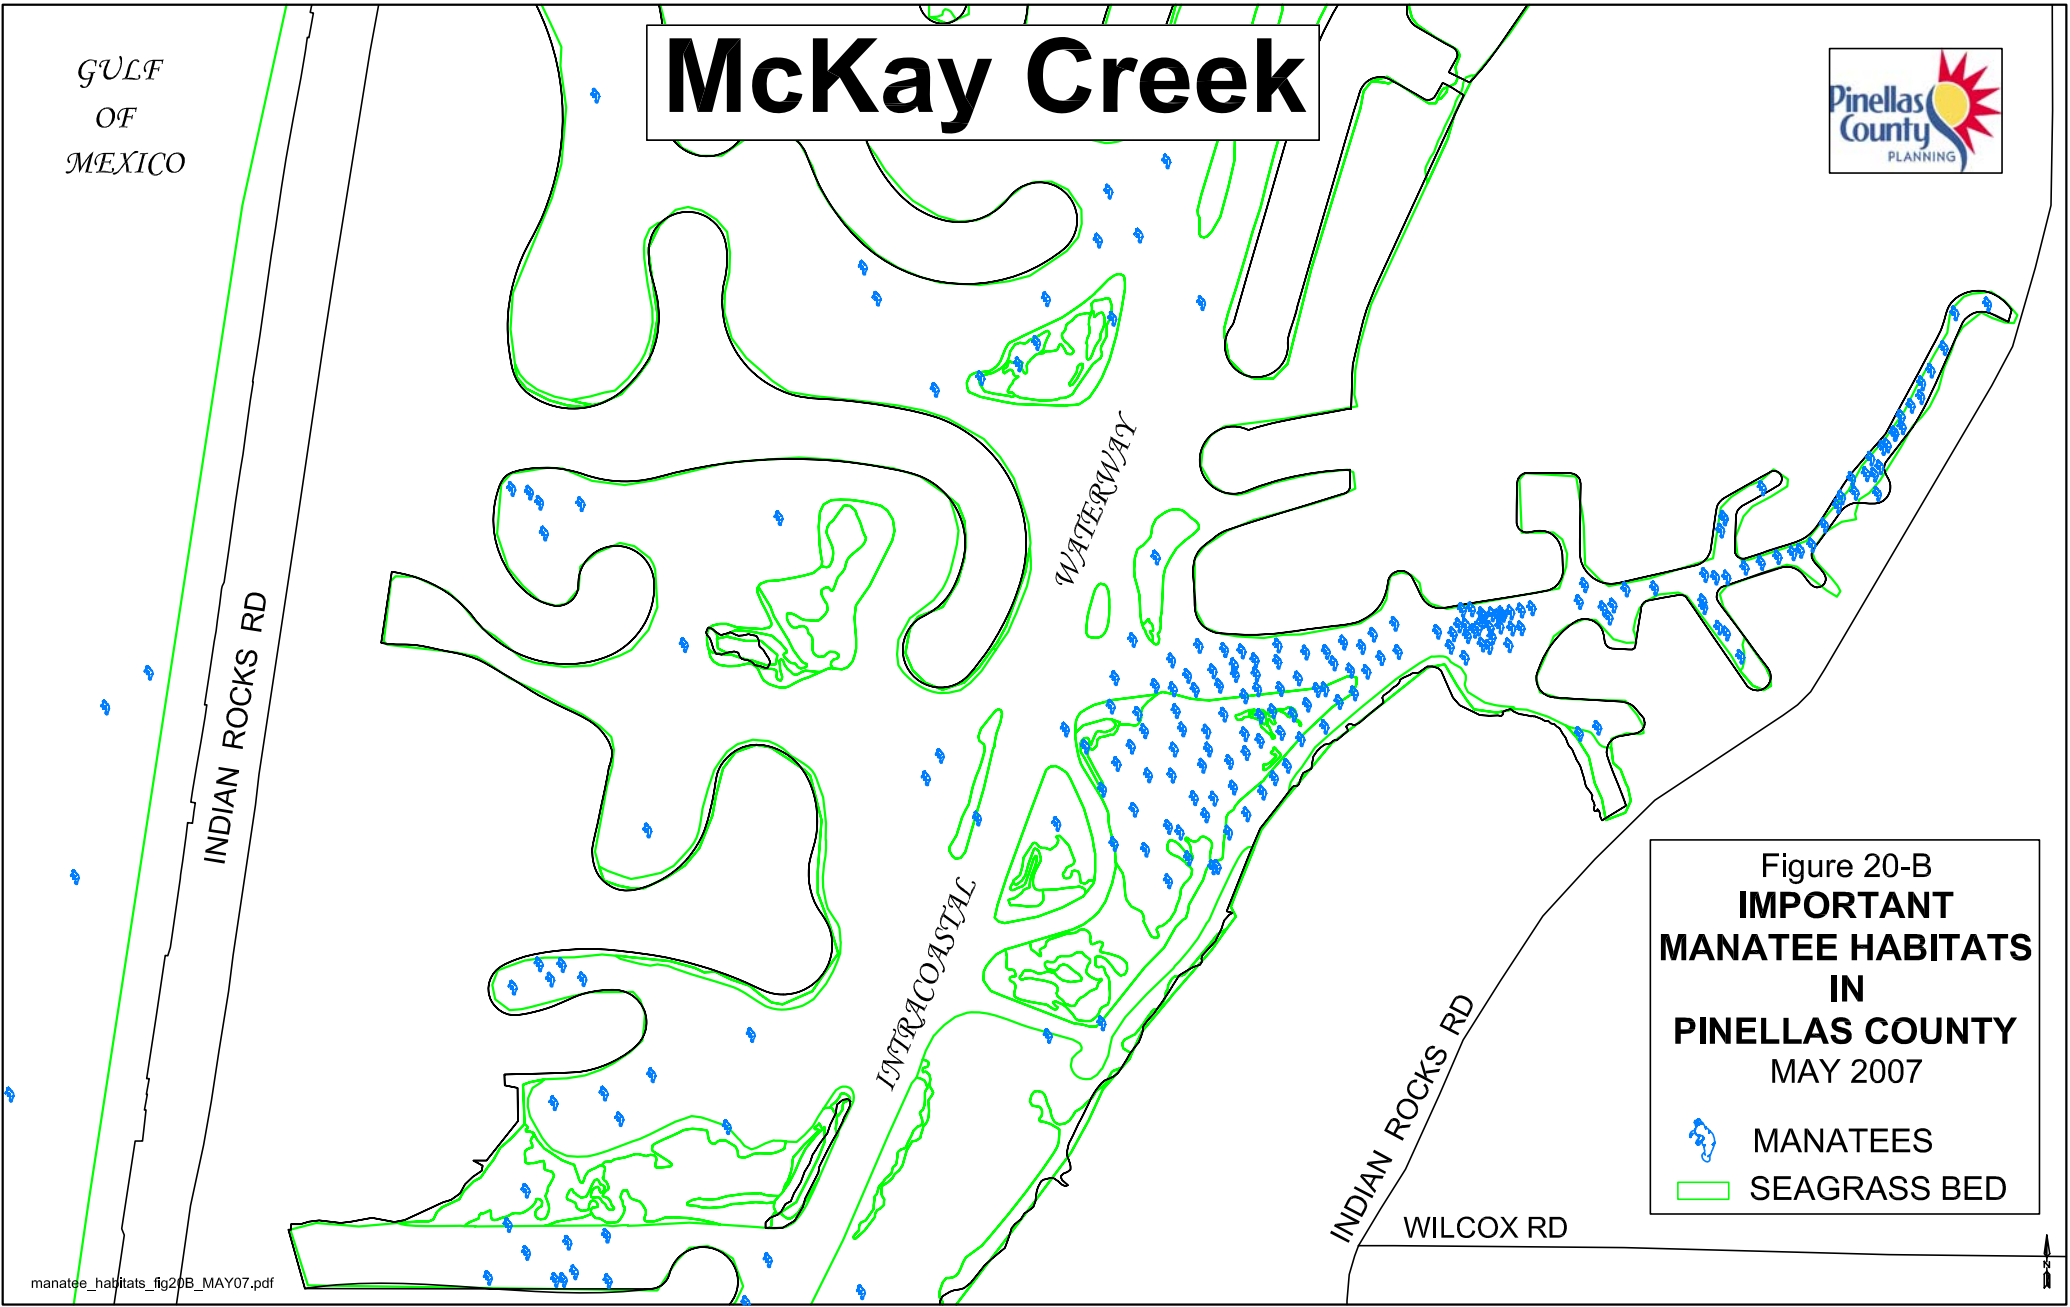 McKay Creek
GULF
OF
MEXICO
Pinellas
County
PLANNING
WATERWAY
INDIAN ROCKS RD
INTRACOASTAL
INDIAN ROCKS RD
WILCOX RD
Figure 20-B
IMPORTANT
MANATEE HABITATS
IN
PINELLAS COUNTY
MAY 2007
MANATEES
SEAGRASS BED
manatee_habitats_fig20B_MAY07.pdf
N